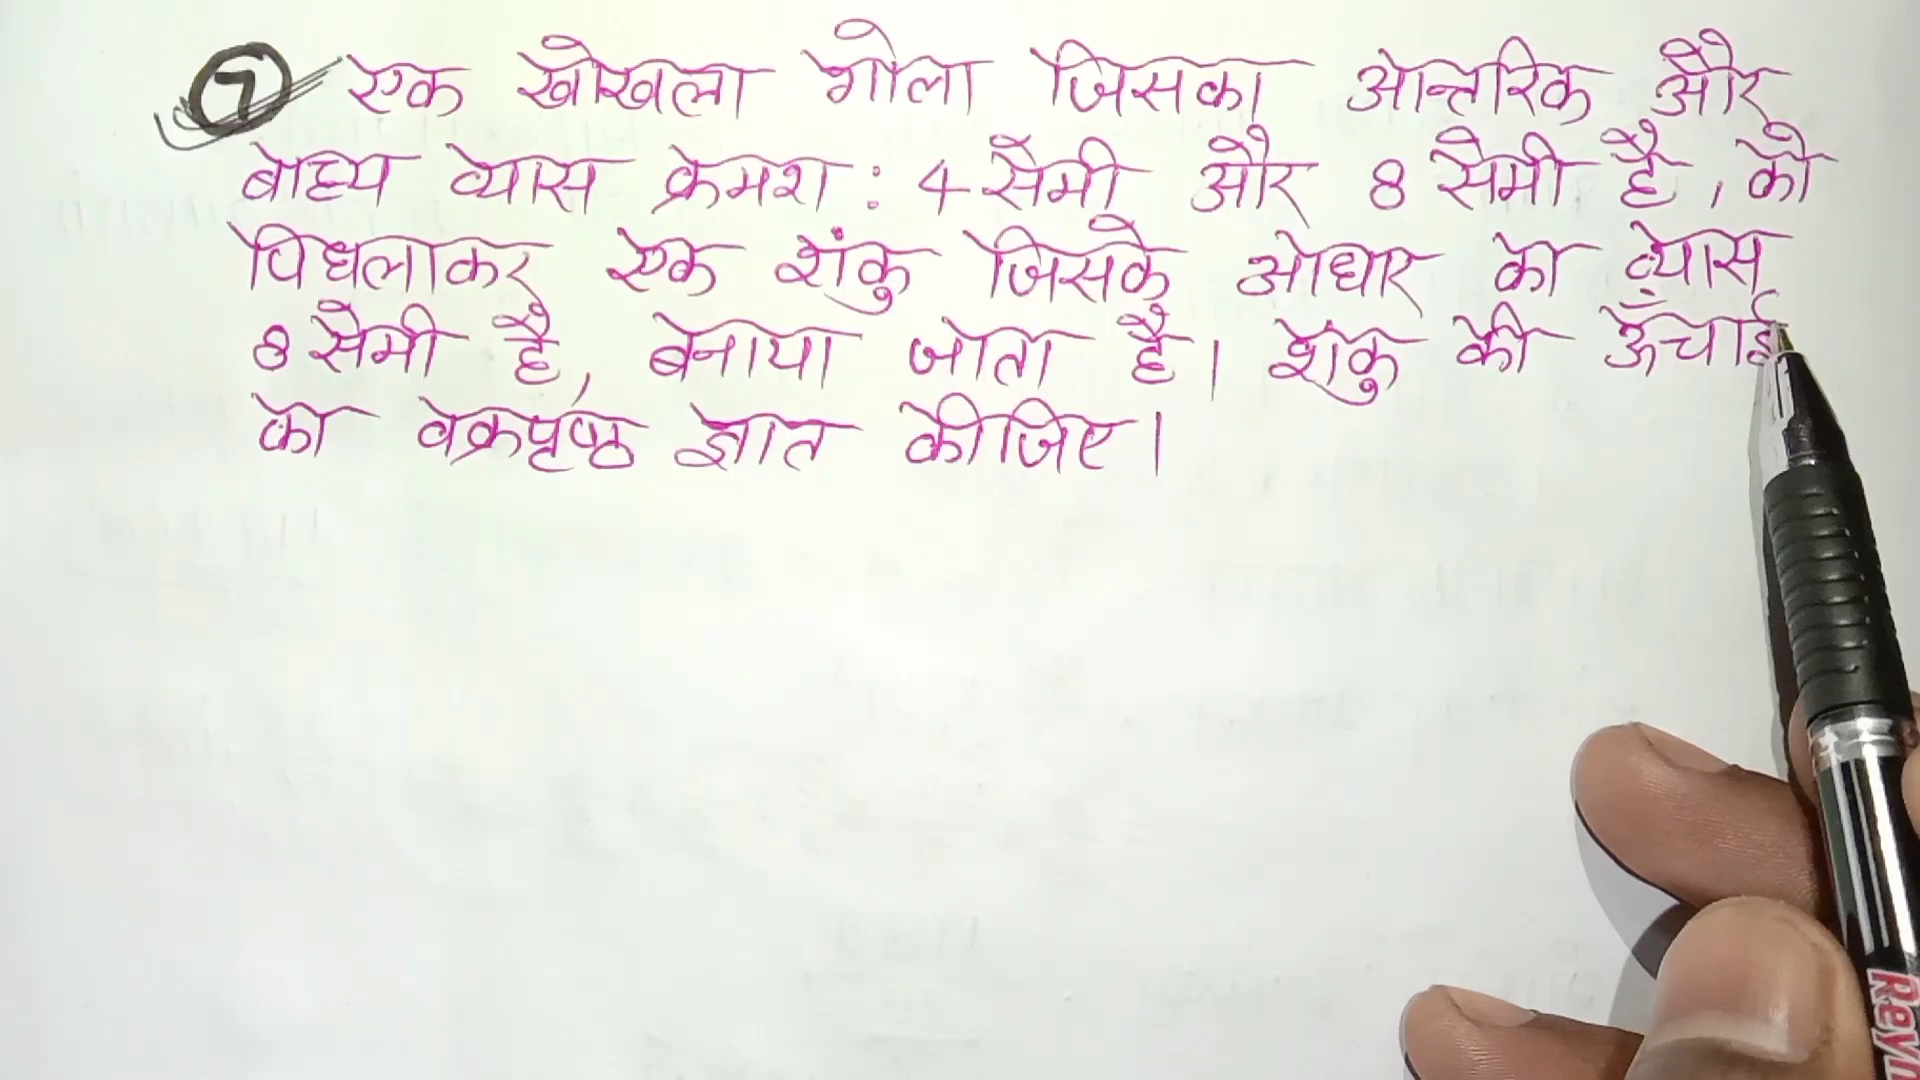 7 एक खोखला गोला जिसका आन्तरिक और
बाह्य व्यास क्रमश: 4 सेमी और 8 सेमी है, को
पिघलाकर एक शंकु जिसके आधार का व्यास
8 सेमी है, बनाया जाता है। शंकु की ऊँचाई
का वक्रपृष्ठ ज्ञात कीजिए।
Reyn